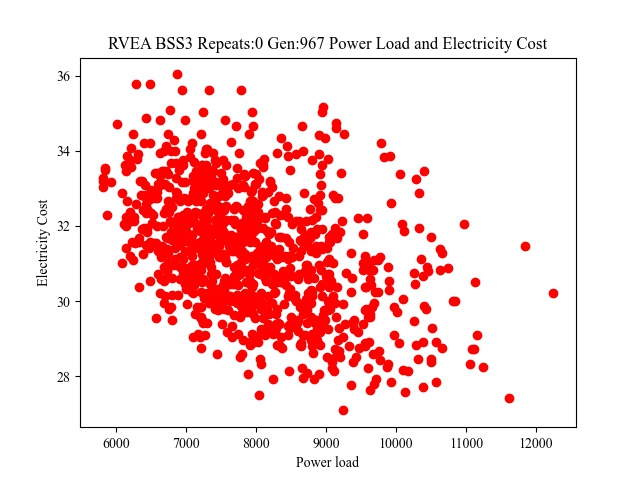 RVEA BSS3 Repeats:0 Gen:967 Power Load and Electricity Cost
36
34
32
30
28
Electricity Cost
6000 7000 8000 9000 10000 11000 12000
Power load